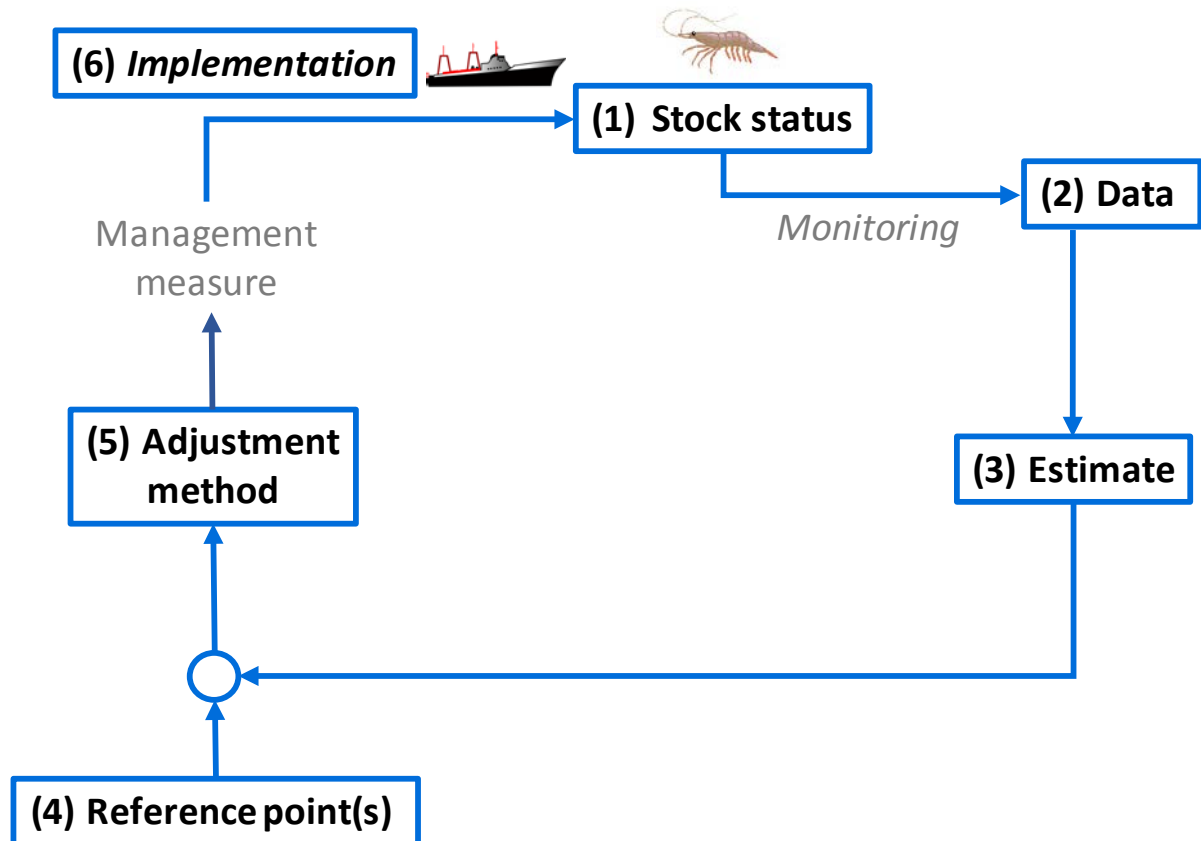 (6) Implementation
(1) Stock status
(2) Data
Monitoring
Management
measure
(5) Adjustment
method
(3) Estimate
(4) Reference point(s)